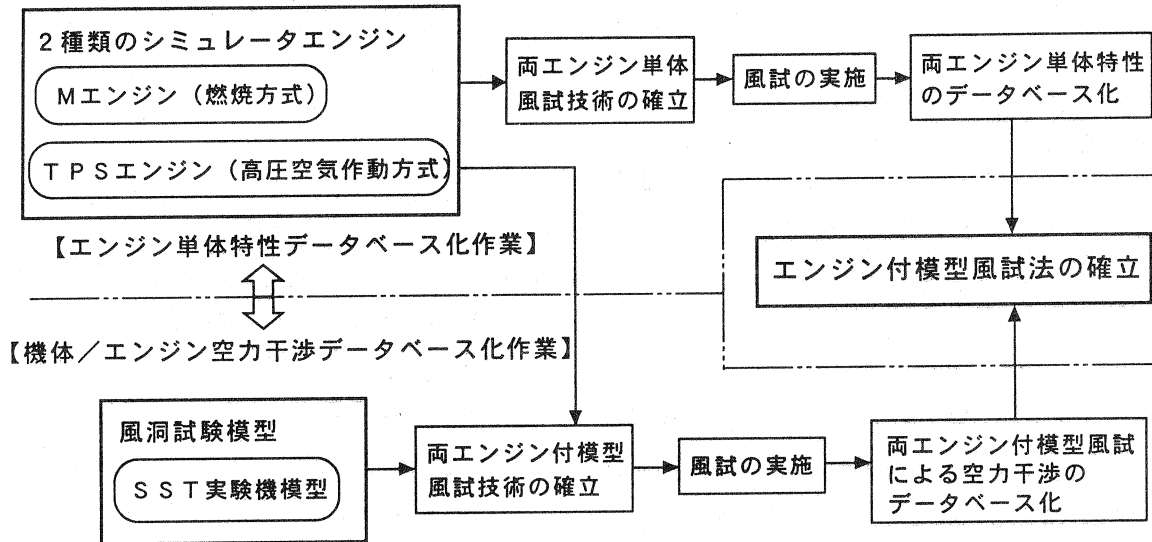 2種類のシミュレータエンジン
Mエンジン（燃焼方式）
TPSエンジン（高圧空気作動方式）
両エンジン単体
風試技術の確立
風試の実施
両エンジン単体特性
のデータベース化
【エンジン単体特性データベース化作業】
エンジン付模型風試法の確立
【機体／エンジン空力干渉データベース化作業】
風洞試験模型
SST実験機模型
両エンジン付模型
風試技術の確立
風試の実施
両エンジン付模型風試
による空力干渉の
データベース化